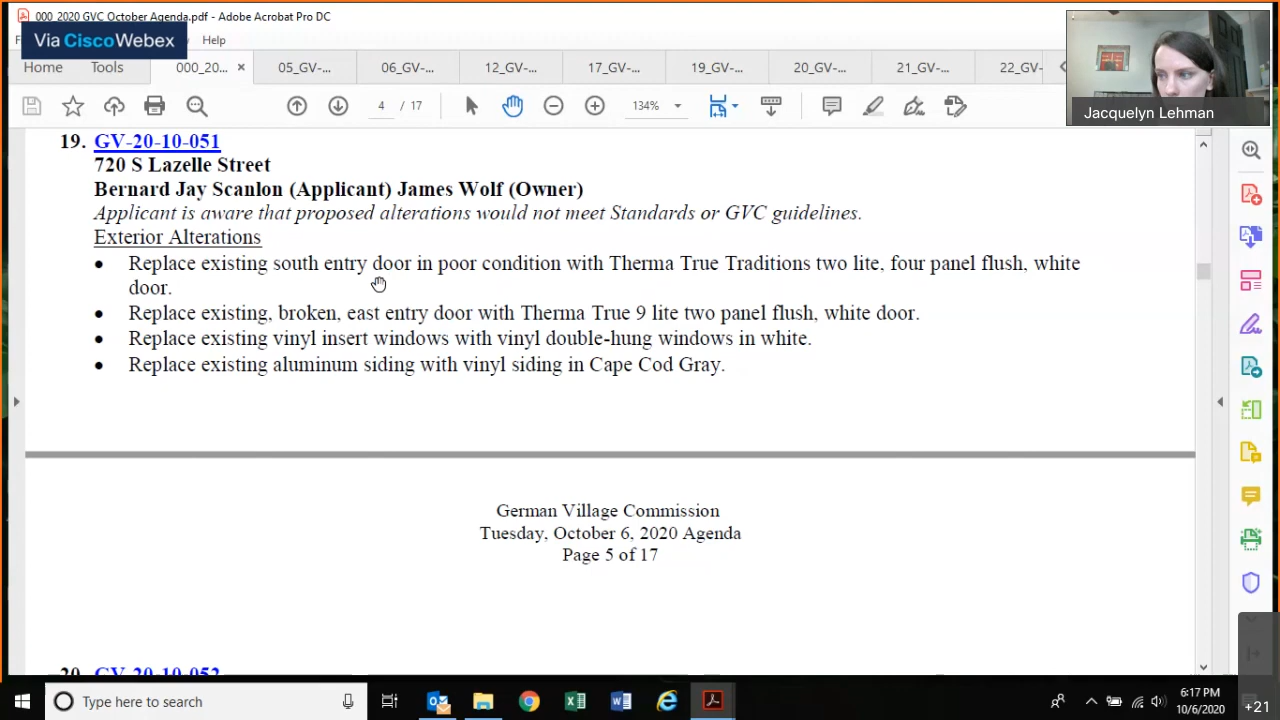 000_2020 GVC October Agenda.pdf - Adobe Acrobat Pro DC
Via Cisco Webex
Help
Home Tools 000_20... × 05_GV-... 06_GV-... 12_GV-... 17_GV-... 19_GV-... 20_GV-... 21_GV-... 22_GV-
4 / 17 134%
Jacquelyn Lehman
19. GV-20-10-051
720 S Lazelle Street
Bernard Jay Scanlon (Applicant) James Wolf (Owner)
Applicant is aware that proposed alterations would not meet Standards or GVC guidelines.
Exterior Alterations
• Replace existing south entry door in poor condition with Therma True Traditions two lite, four panel flush, white
door.
• Replace existing, broken, east entry door with Therma True 9 lite two panel flush, white door.
• Replace existing vinyl insert windows with vinyl double-hung windows in white.
• Replace existing aluminum siding with vinyl siding in Cape Cod Gray.
German Village Commission
Tuesday, October 6, 2020 Agenda
Page 5 of 17
20. GV-20-10-052
Type here to search
6:17 PM
10/6/2020
+21